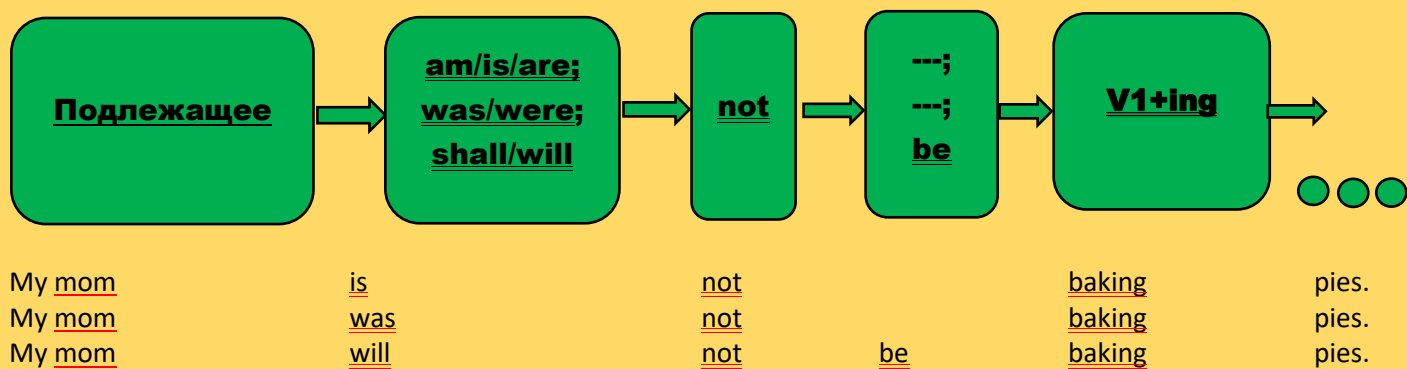 Подлежащее
am/is/are;
was/were;
shall/will
not
---;
---;
be
V1+ing
My mom is not baking pies.
My mom was not baking pies.
My mom will not be baking pies.